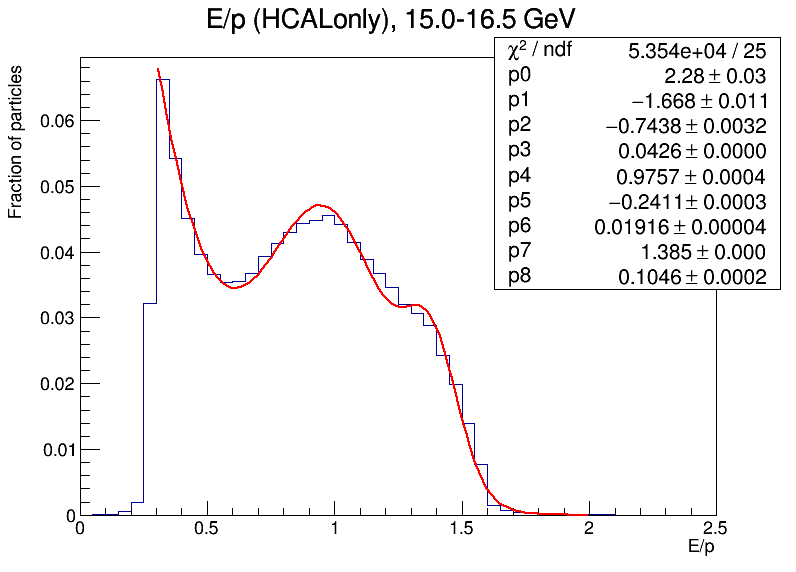 E/p (HCALonly), 15.0-16.5 GeV
χ² / ndf 5.354e+04 / 25
p0 2.28 ± 0.03
p1 −1.668 ± 0.011
p2 −0.7438 ± 0.0032
p3 0.0426 ± 0.0000
p4 0.9757 ± 0.0004
p5 −0.2411 ± 0.0003
p6 0.01916 ± 0.00004
p7 1.385 ± 0.000
p8 0.1046 ± 0.0002
Fraction of particles
0.06
0.05
0.04
0.03
0.02
0.01
0
0 0.5 1 1.5 2 2.5
E/p